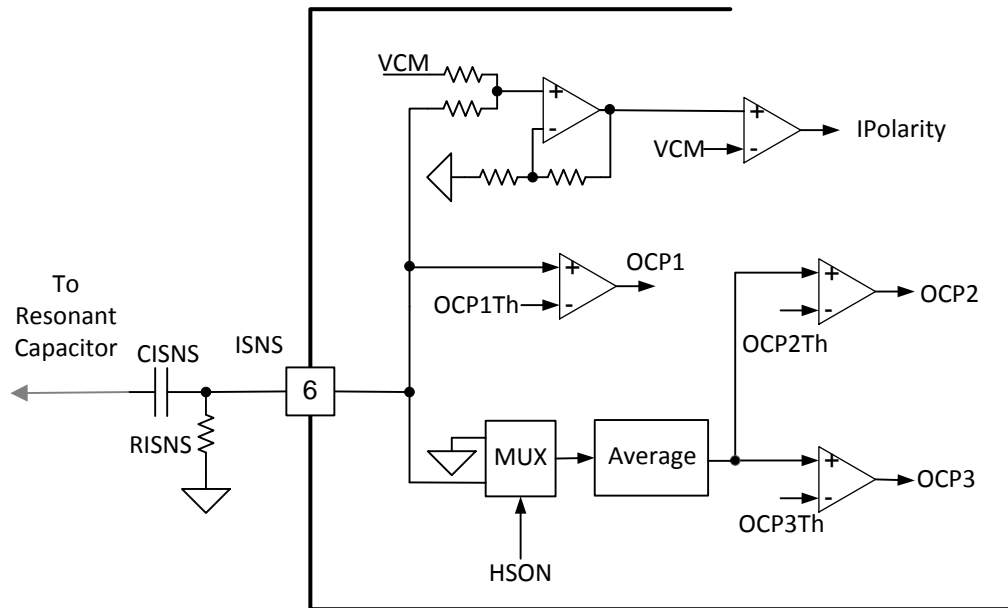 VCM
+
-
+
VCM
-
IPolarity
+
OCP1
OCP1Th
-
+
OCP2
-
OCP2Th
To
Resonant
Capacitor
CISNS
ISNS
6
RISNS
MUX
Average
+
OCP3
-
OCP3Th
HSON